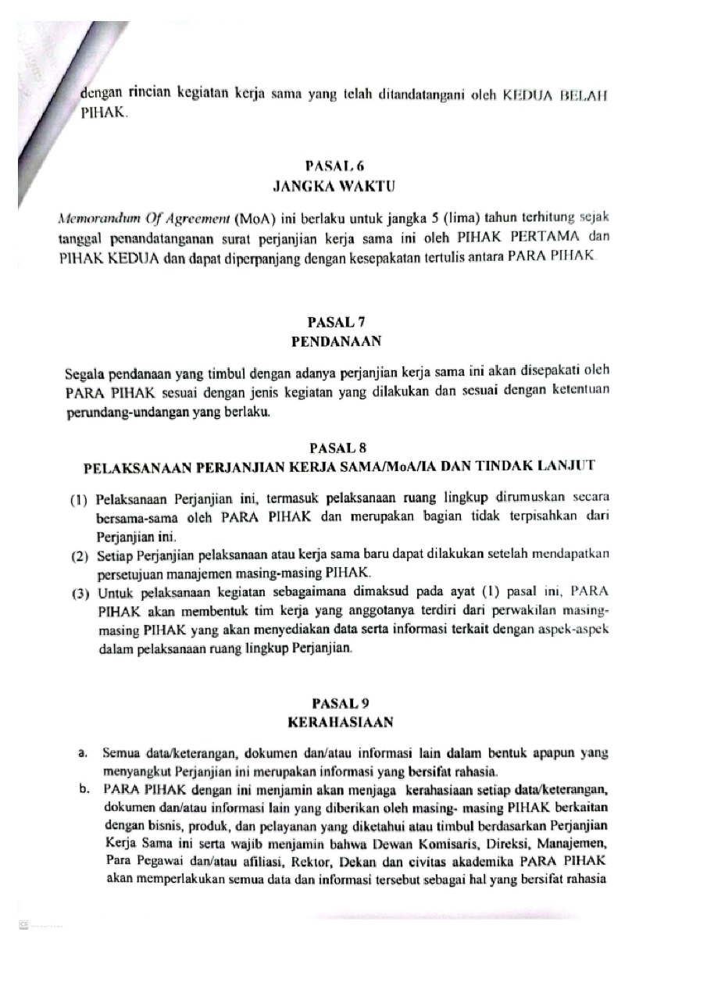 dengan rincian kegiatan kerja sama yang telah ditandatangani oleh KEDUA BELAH
PIHAK.
PASAL 6
JANGKA WAKTU
Memorandum Of Agreement (MoA) ini berlaku untuk jangka 5 (lima) tahun terhitung sejak
tanggal penandatanganan surat perjanjian kerja sama ini oleh PIHAK PERTAMA dan
PIHAK KEDUA dan dapat diperpanjang dengan kesepakatan tertulis antara PARA PIHAK.
PASAL 7
PENDANAAN
Segala pendanaan yang timbul dengan adanya perjanjian kerja sama ini akan disepakati oleh
PARA PIHAK sesuai dengan jenis kegiatan yang dilakukan dan sesuai dengan ketentuan
perundang-undangan yang berlaku.
PASAL 8
PELAKSANAAN PERJANJIAN KERJA SAMA/MoA/IA DAN TINDAK LANJUT
(1) Pelaksanaan Perjanjian ini, termasuk pelaksanaan ruang lingkup dirumuskan secara
bersama-sama oleh PARA PIHAK dan merupakan bagian tidak terpisahkan dari
Perjanjian ini.
(2) Setiap Perjanjian pelaksanaan atau kerja sama baru dapat dilakukan setelah mendapatkan
persetujuan manajemen masing-masing PIHAK.
(3) Untuk pelaksanaan kegiatan sebagaimana dimaksud pada ayat (1) pasal ini, PARA
PIHAK akan membentuk tim kerja yang anggotanya terdiri dari perwakilan masing-
masing PIHAK yang akan menyediakan data serta informasi terkait dengan aspek-aspek
dalam pelaksanaan ruang lingkup Perjanjian.
PASAL 9
KERAHASIAAN
a. Semua data/keterangan, dokumen dan/atau informasi lain dalam bentuk apapun yang
menyangkut Perjanjian ini merupakan informasi yang bersifat rahasia.
b. PARA PIHAK dengan ini menjamin akan menjaga kerahasiaan setiap data/keterangan,
dokumen dan/atau informasi lain yang diberikan oleh masing- masing PIHAK berkaitan
dengan bisnis, produk, dan pelayanan yang diketahui atau timbul berdasarkan Perjanjian
Kerja Sama ini serta wajib menjamin bahwa Dewan Komisaris, Direksi, Manajemen,
Para Pegawai dan/atau afiliasi, Rektor, Dekan dan civitas akademika PARA PIHAK
akan memperlakukan semua data dan informasi tersebut sebagai hal yang bersifat rahasia
CS